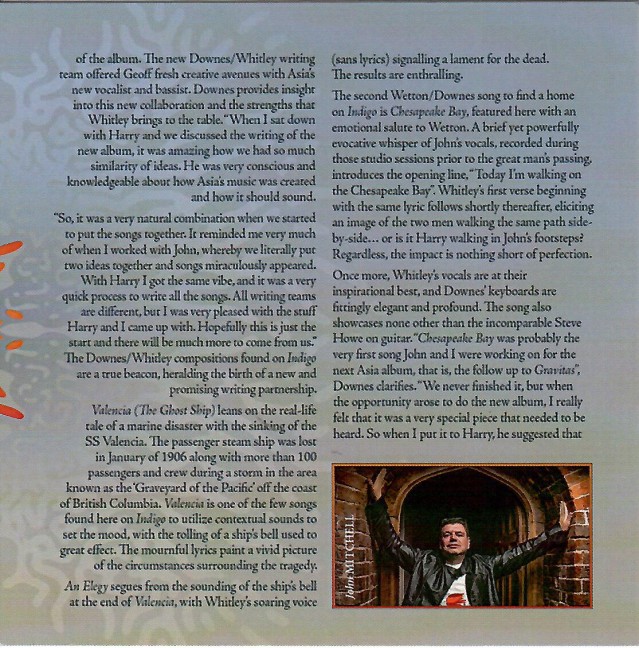 of the album. The new Downes/Whitley writing
team offered Geoff fresh creative avenues with Asia's
new vocalist and bassist. Downes provides insight
into this new collaboration and the strengths that
Whitley brings to the table. "When I sat down
with Harry and we discussed the writing of the
new album, it was amazing how we had so much
similarity of ideas. He was very conscious and
knowledgeable about how Asia's music was created
and how it should sound.
"So, it was a very natural combination when we started
to put the songs together. It reminded me very much
of when I worked with John, whereby we literally put
two ideas together and songs miraculously appeared.
With Harry I got the same vibe, and it was a very
quick process to write all the songs. All writing teams
are different, but I was very pleased with the stuff
Harry and I came up with. Hopefully this is just the
start and there will be much more to come from us."
The Downes/Whitley compositions found on Indigo
are a true beacon, heralding the birth of a new and
promising writing partnership.
Valencia (The Ghost Ship) leans on the real-life
tale of a marine disaster with the sinking of the
SS Valencia. The passenger steam ship was lost
in January of 1906 along with more than 100
passengers and crew during a storm in the area
known as the 'Graveyard of the Pacific' off the coast
of British Columbia. Valencia is one of the few songs
found here on Indigo to utilize contextual sounds to
set the mood, with the tolling of a ship's bell used to
great effect. The mournful lyrics paint a vivid picture
of the circumstances surrounding the tragedy.
An Elegy segues from the sounding of the ship's bell
at the end of Valencia, with Whitley's soaring voice
(sans lyrics) signalling a lament for the dead.
The results are enthralling.
The second Wetton/Downes song to find a home
on Indigo is Chesapeake Bay, featured here with an
emotional salute to Wetton. A brief yet powerfully
evocative whisper of John's vocals, recorded during
those studio sessions prior to the great man's passing,
introduces the opening line, "Today I'm walking on
the Chesapeake Bay". Whitley's first verse beginning
with the same lyric follows shortly thereafter, eliciting
an image of the two men walking the same path side-
by-side... or is it Harry walking in John's footsteps?
Regardless, the impact is nothing short of perfection.
Once more, Whitley's vocals are at their
inspirational best, and Downes' keyboards are
fittingly elegant and profound. The song also
showcases none other than the incomparable Steve
Howe on guitar. "Chesapeake Bay was probably the
very first song John and I were working on for the
next Asia album, that is, the follow up to Gravitas",
Downes clarifies. "We never finished it, but when
the opportunity arose to do the new album, I really
felt that it was a very special piece that needed to be
heard. So when I put it to Harry, he suggested that
John MITCHELL